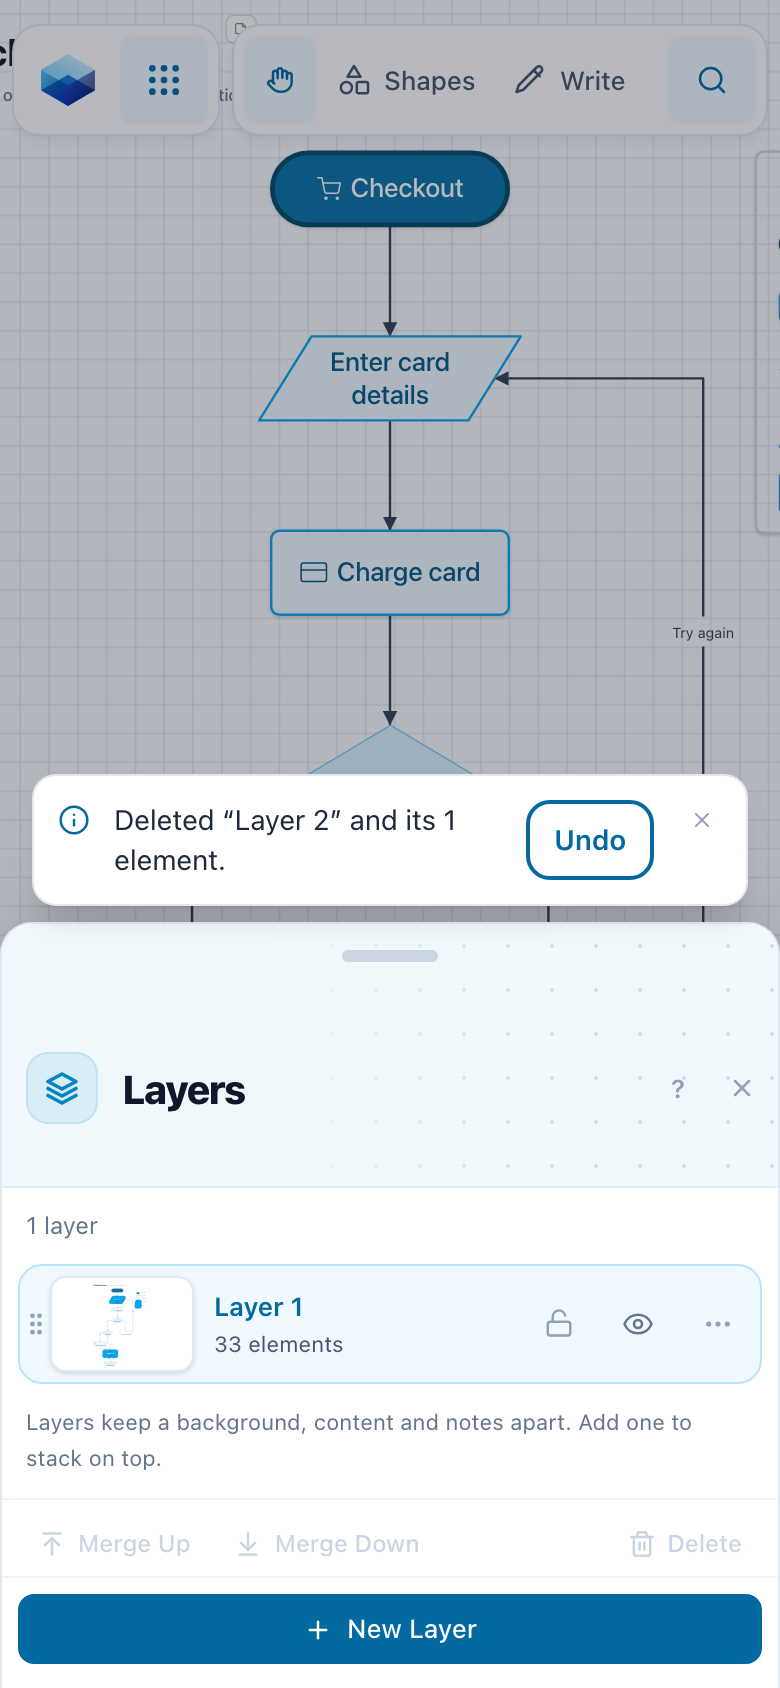 Shapes
Write
Checkout
Enter card
details
Charge card
Try again
Deleted “Layer 2” and its 1
element.
Undo
Layers
?
1 layer
Layer 1
33 elements
Layers keep a background, content and notes apart. Add one to
stack on top.
Merge Up
Merge Down
Delete
New Layer